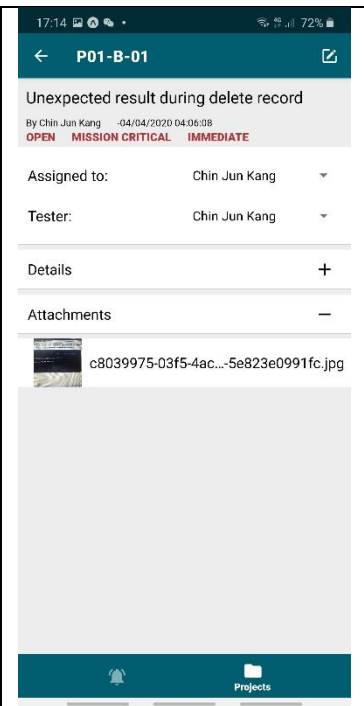 17:14 72%
P01-B-01
Unexpected result during delete record
By Chin Jun Kang -04/04/2020 04:06:08
OPEN MISSION CRITICAL IMMEDIATE
Assigned to: Chin Jun Kang
Tester: Chin Jun Kang
Details +
Attachments −
c8039975-03f5-4ac...-5e823e0991fc.jpg
Projects